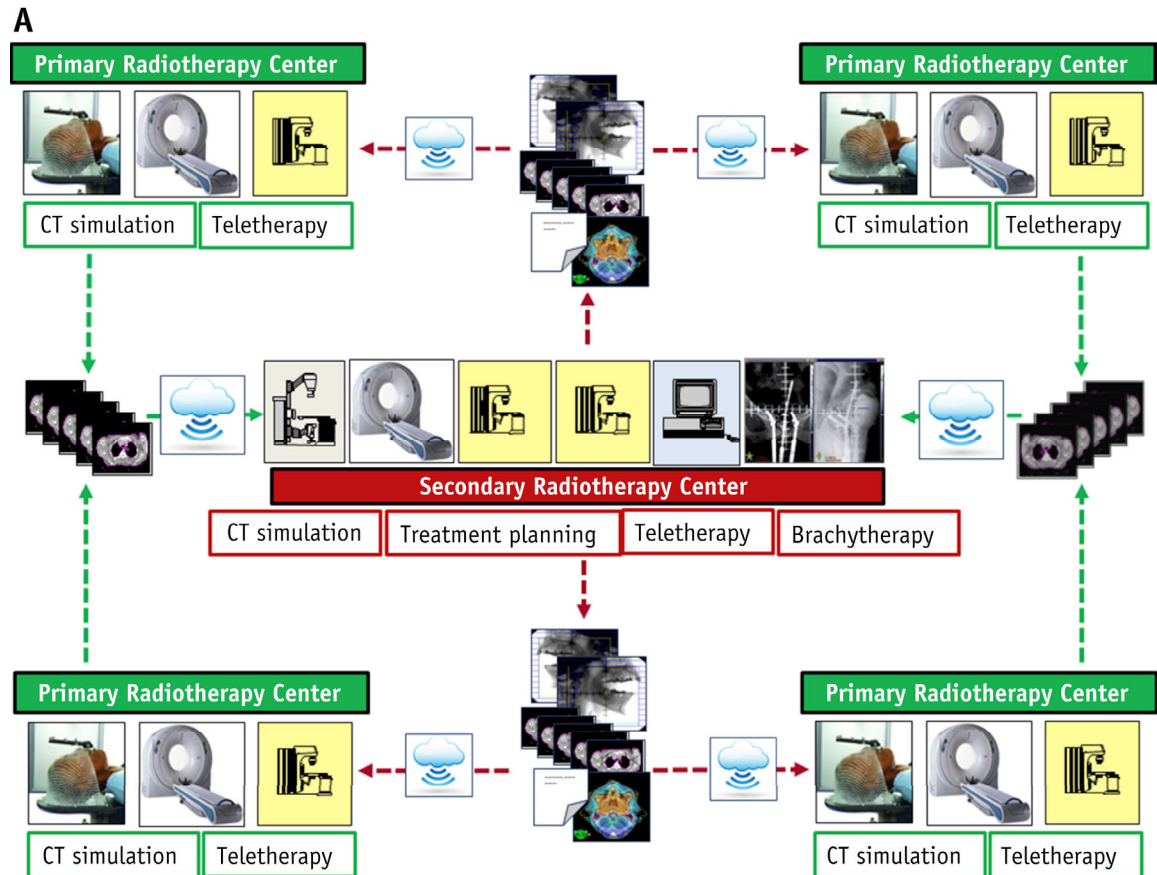 A
Primary Radiotherapy Center
Primary Radiotherapy Center
CT simulation
Teletherapy
CT simulation
Teletherapy
Secondary Radiotherapy Center
CT simulation
Treatment planning
Teletherapy
Brachytherapy
Primary Radiotherapy Center
Primary Radiotherapy Center
CT simulation
Teletherapy
CT simulation
Teletherapy